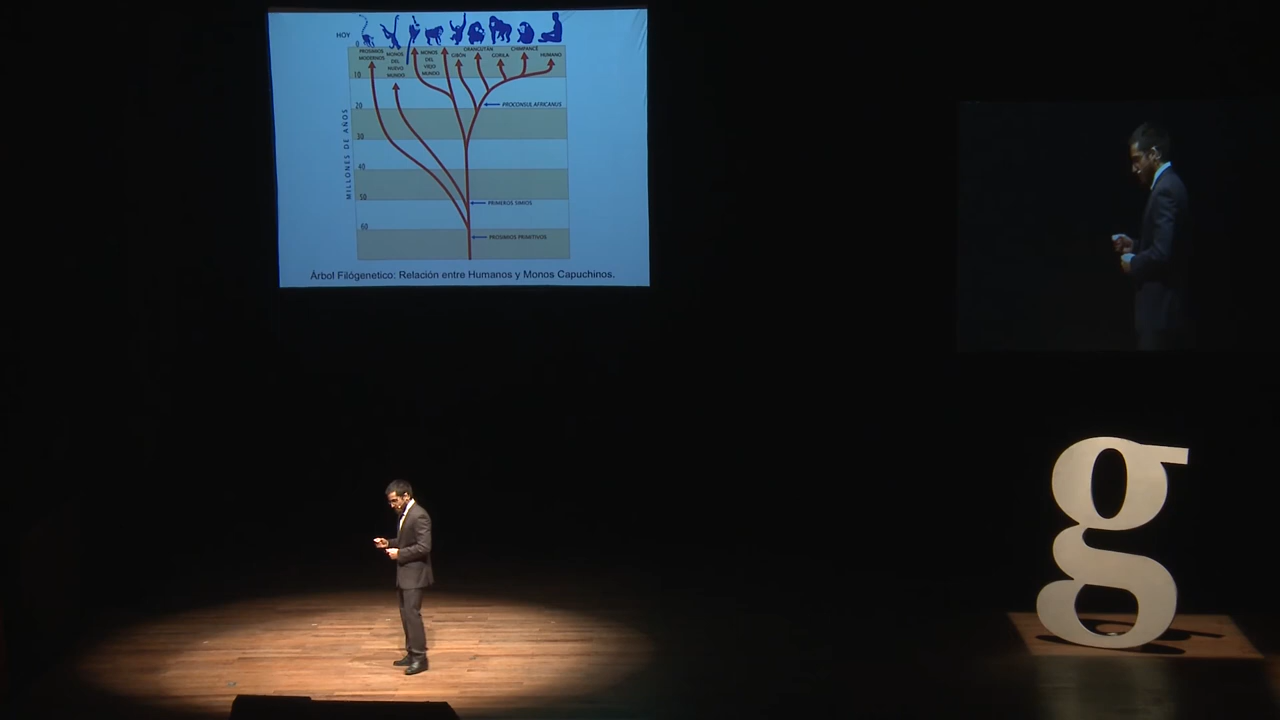 HOY
0
PROSIMIOS
MODERNOS
MONOS
DEL
NUEVO
MUNDO
MONOS
DEL
VIEJO
MUNDO
GIBÓN
ORANGUTÁN
GORILA
CHIMPANCÉ
HUMANO
10
20
30
40
50
60
MILLONES DE AÑOS
PROCONSUL AFRICANUS
PRIMEROS SIMIOS
PROSIMIOS PRIMITIVOS
Árbol Filógenetico: Relación entre Humanos y Monos Capuchinos.
g